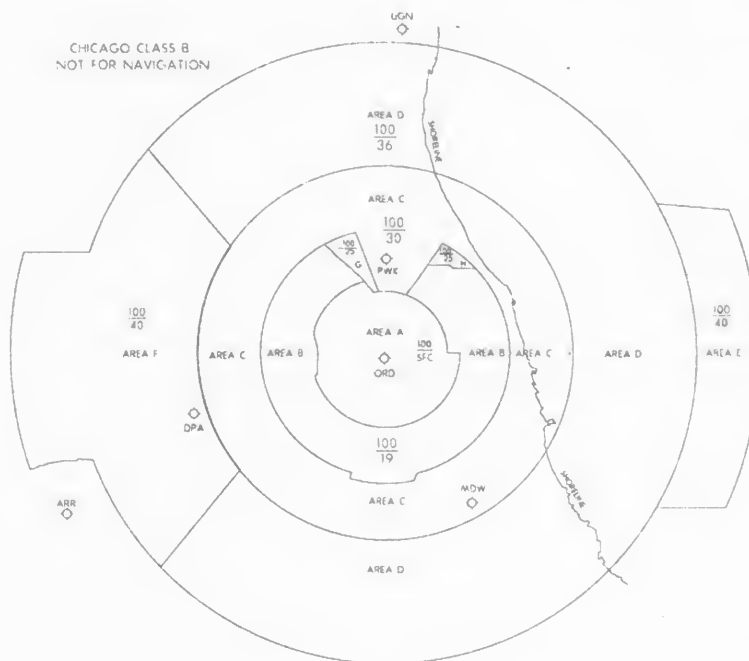 UGN
CHICAGO CLASS B
NOT FOR NAVIGATION
AREA D
100
36
SHORELINE
AREA C
100
30
100
25
G
PWK
100
25
H
100
40
AREA F
AREA C
AREA B
AREA A
100
SFC
ORD
AREA B
AREA C
AREA D
100
40
AREA E
DPA
100
19
MDW
AREA C
ARR
SHORELINE
AREA D